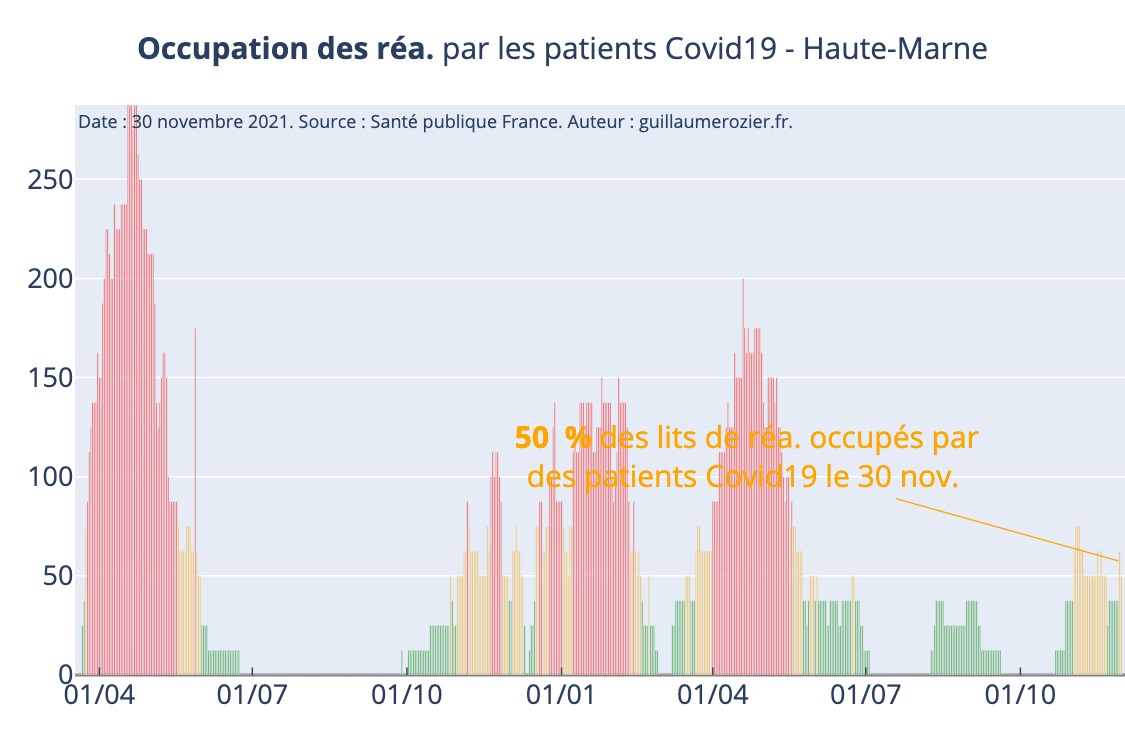 Occupation des réa. par les patients Covid19 - Haute-Marne
Date : 30 novembre 2021. Source : Santé publique France. Auteur : guillaumerozier.fr.
250
200
150
50 % des lits de réa. occupés par
des patients Covid19 le 30 nov.
100
50
0
01/04 01/07 01/10 01/01 01/04 01/07 01/10